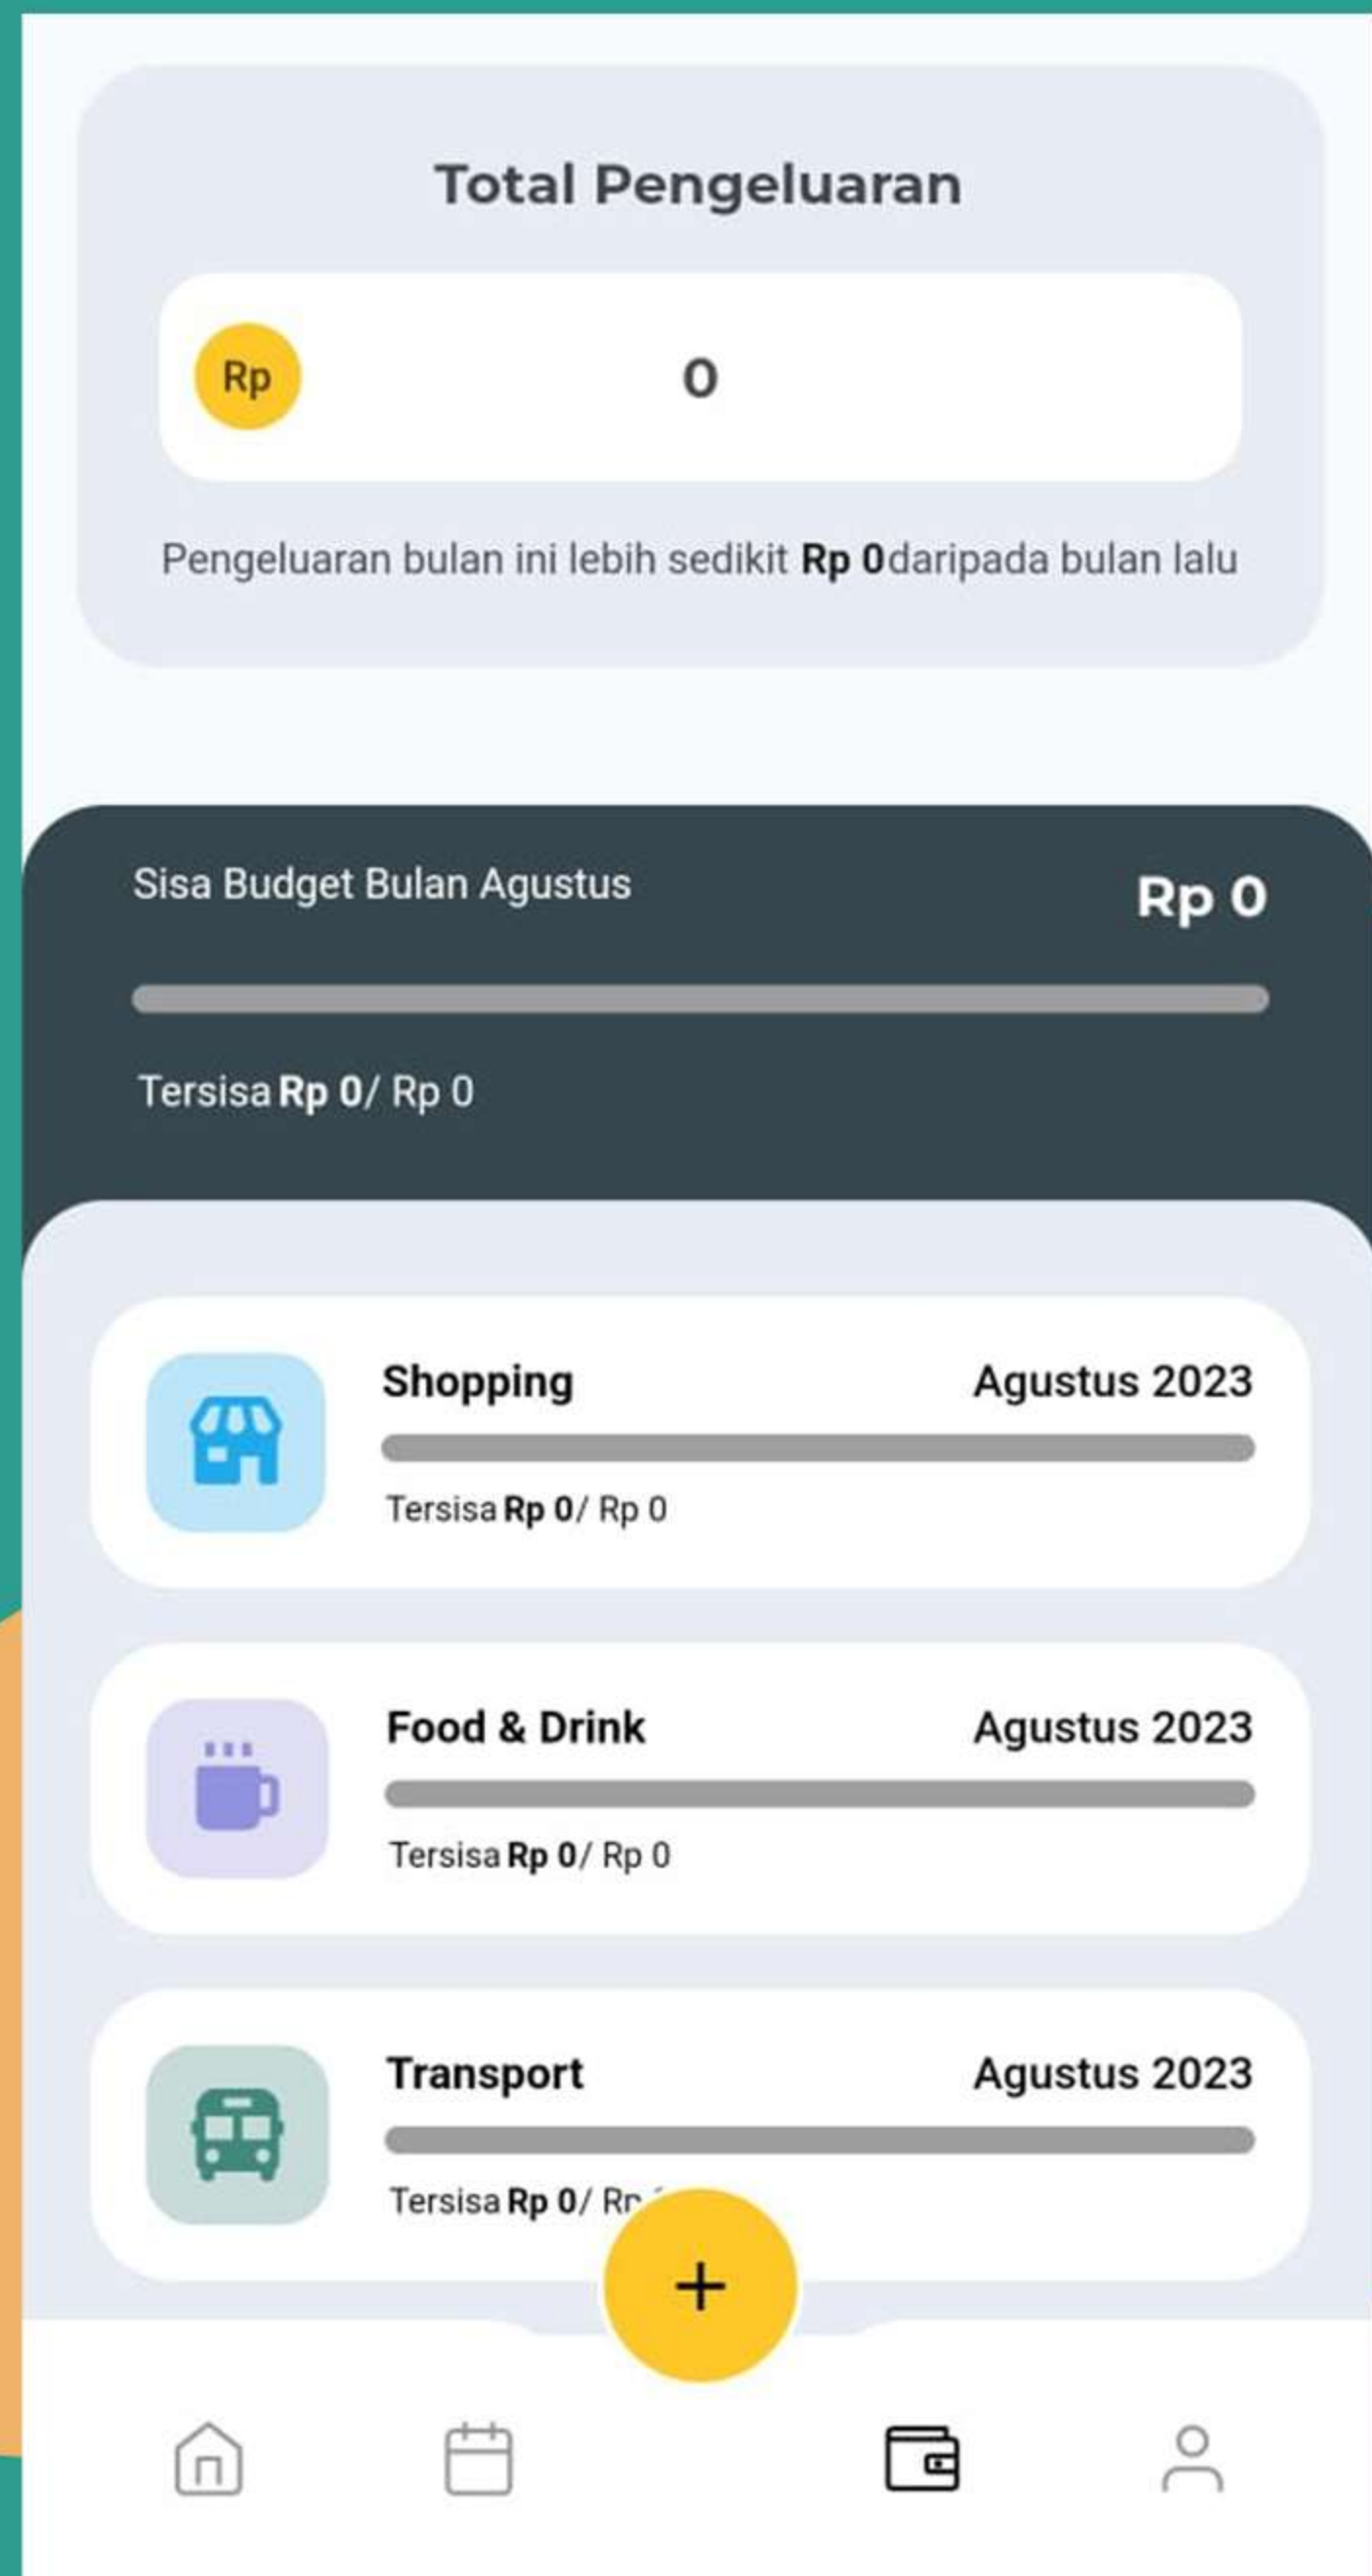 Total Pengeluaran
Rp 0
Pengeluaran bulan ini lebih sedikit Rp 0daripada bulan lalu
Sisa Budget Bulan Agustus Rp 0
Tersisa Rp 0/ Rp 0
Shopping Agustus 2023
Tersisa Rp 0/ Rp 0
Food & Drink Agustus 2023
Tersisa Rp 0/ Rp 0
Transport Agustus 2023
Tersisa Rp 0/ Rp